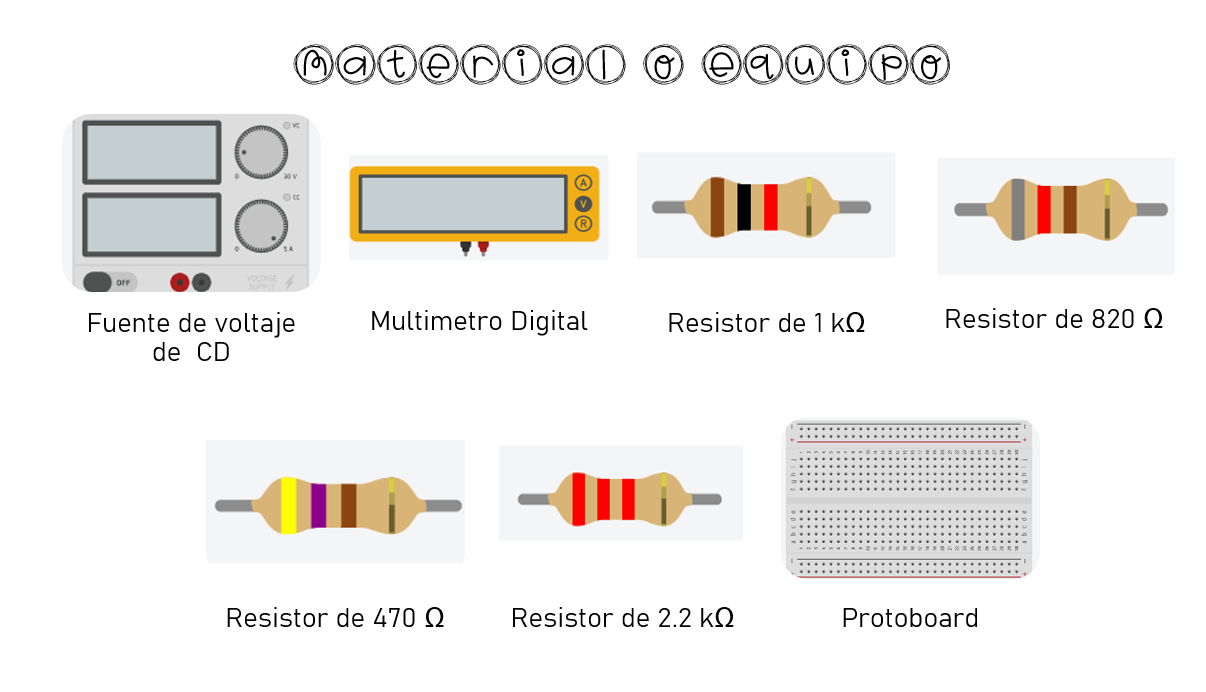 Material o equipo
VC
0 30 V
CC
0 5 A
OFF
VOLTAGE
SUPPLY
A
V
R
Fuente de voltaje
de CD
Multimetro Digital
Resistor de 1 kΩ
Resistor de 820 Ω
Resistor de 470 Ω
Resistor de 2.2 kΩ
Protoboard